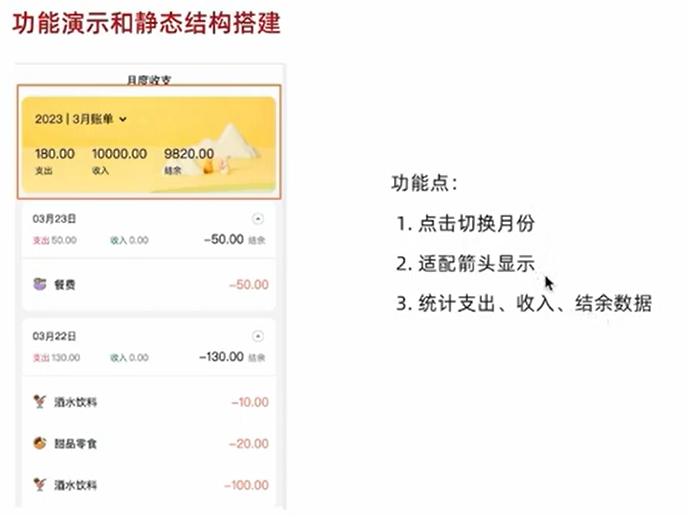 功能演示和静态结构搭建
月度收支
2023 | 3月账单
180.00 10000.00 9820.00
支出 收入 结余
03月23日
支出 50.00 收入 0.00 -50.00 结余
餐费 -50.00
03月22日
支出 130.00 收入 0.00 -130.00 结余
酒水饮料 -10.00
甜品零食 -20.00
酒水饮料 -100.00
功能点：
1. 点击切换月份
2. 适配箭头显示
3. 统计支出、收入、结余数据